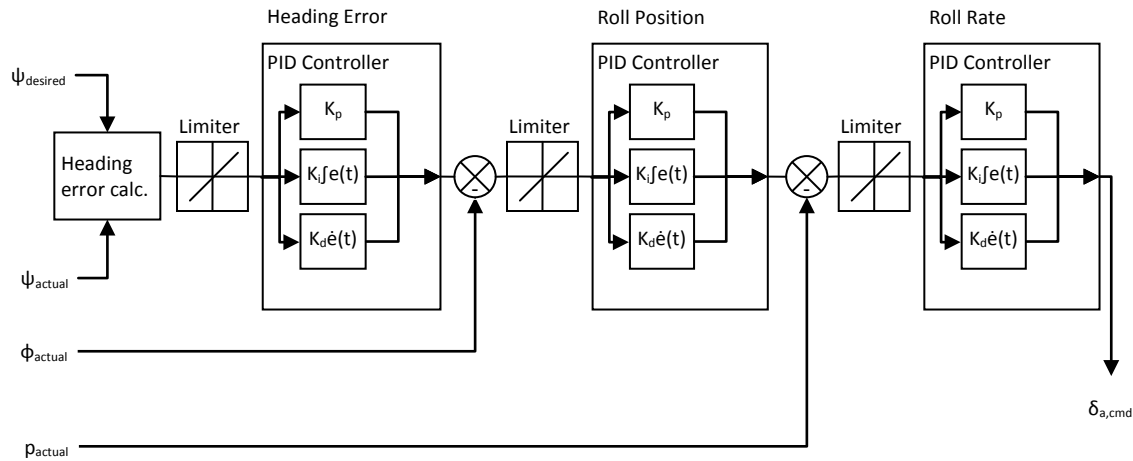 Heading Error
Roll Position
Roll Rate
PID Controller
PID Controller
PID Controller
ψdesired
Kp
Kp
Kp
Limiter
Limiter
Limiter
Heading
error calc.
Ki∫e(t)
Ki∫e(t)
Ki∫e(t)
-
-
Kdė(t)
Kdė(t)
Kdė(t)
ψactual
ϕactual
δa,cmd
pactual